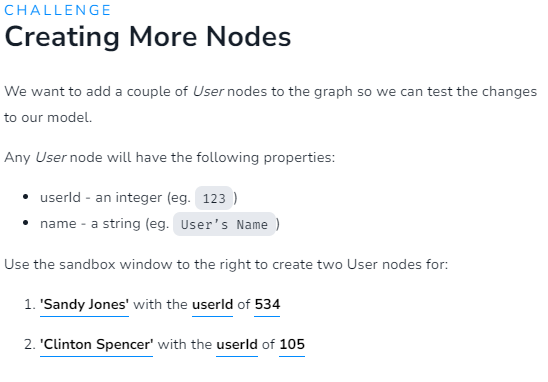 CHALLENGE
Creating More Nodes
We want to add a couple of User nodes to the graph so we can test the changes
to our model.
Any User node will have the following properties:
• userId - an integer (eg. 123 )
• name - a string (eg. User's Name )
Use the sandbox window to the right to create two User nodes for:
1. 'Sandy Jones' with the userId of 534
2. 'Clinton Spencer' with the userId of 105